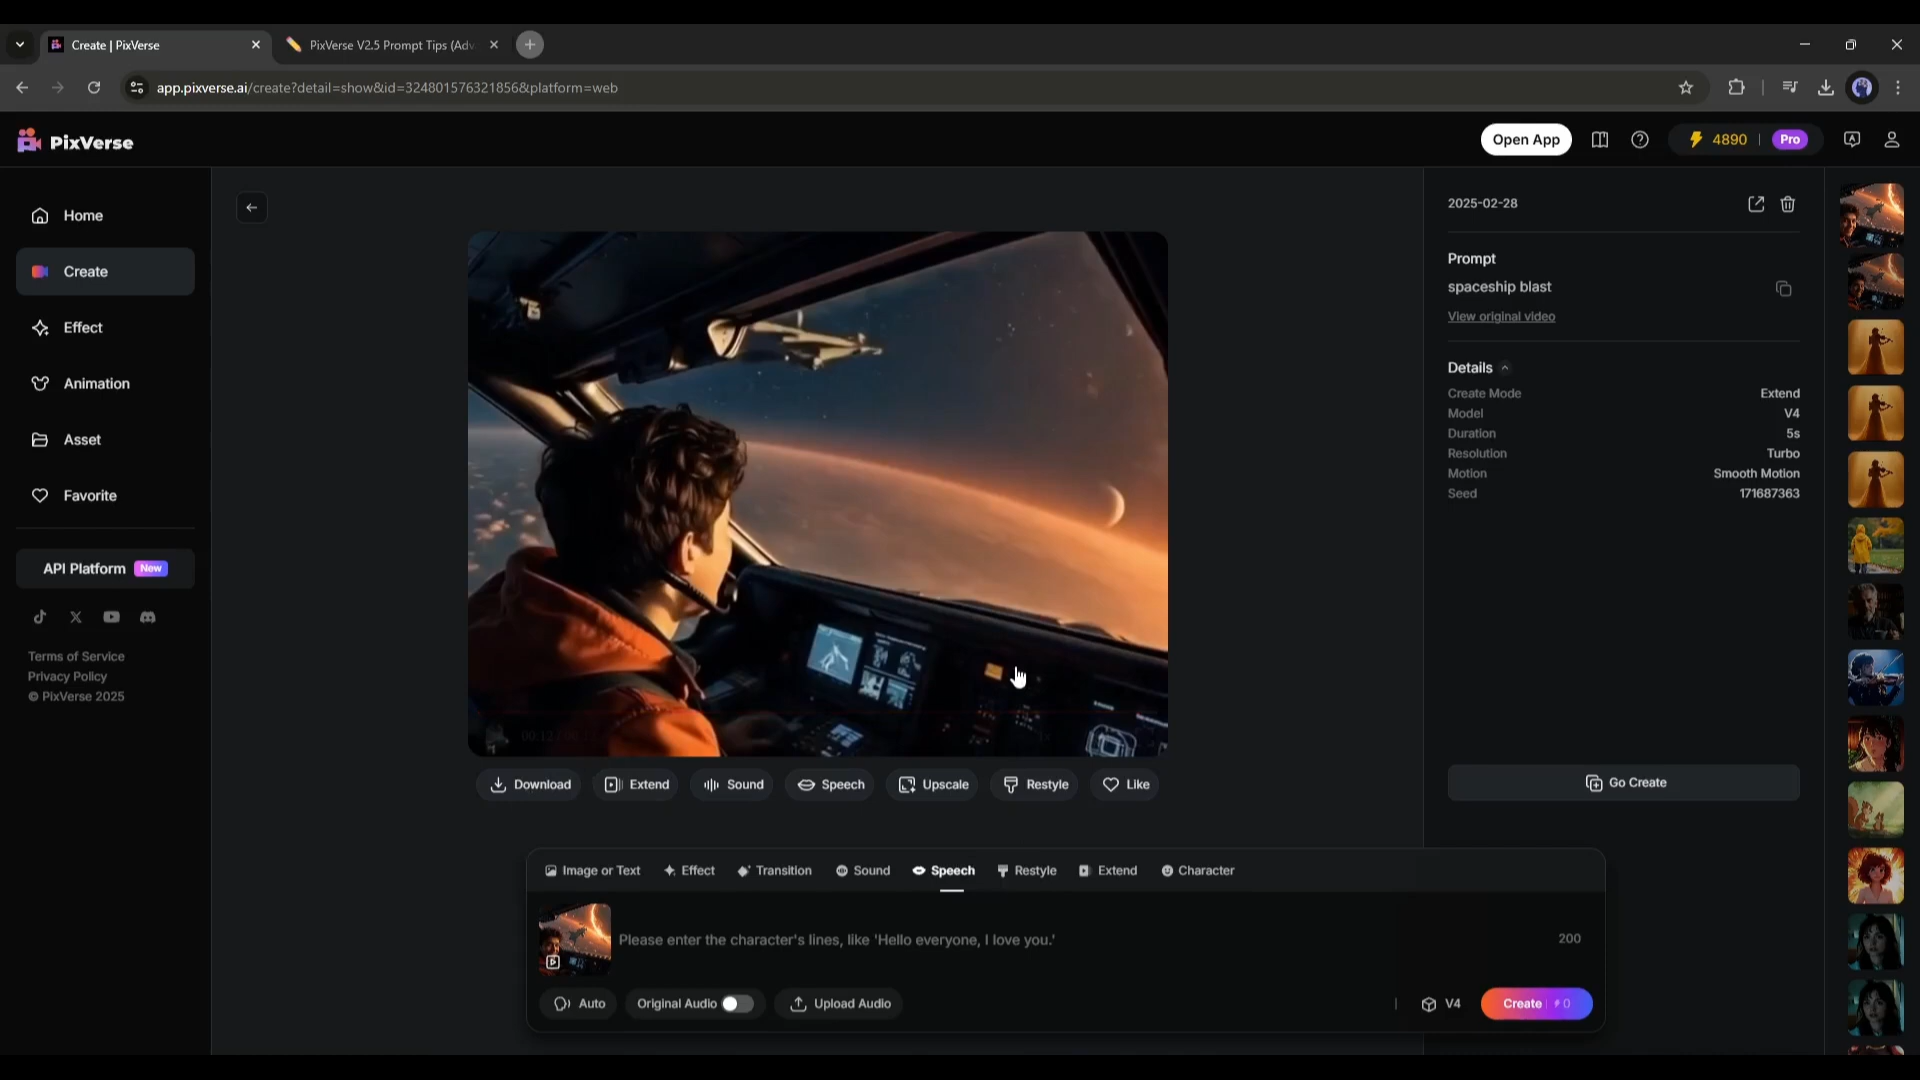 Create | PixVerse
PixVerse V2.5 Prompt Tips (Adv
app.pixverse.ai/create?detail=show&id=324801576321856&platform=web
PixVerse
Open App
4890
Pro
Home
Create
Effect
Animation
Asset
Favorite
API Platform New
Terms of Service
Privacy Policy
© PixVerse 2025
2025-02-28
Prompt
spaceship blast
View original video
Details
Create Mode Extend
Model V4
Duration 5s
Resolution Turbo
Motion Smooth Motion
Seed 171687363
Go Create
Download
Extend
Sound
Speech
Upscale
Restyle
Like
Image or Text
Effect
Transition
Sound
Speech
Restyle
Extend
Character
Please enter the character's lines, like 'Hello everyone, I love you.'
200
Auto
Original Audio
Upload Audio
V4
Create 0